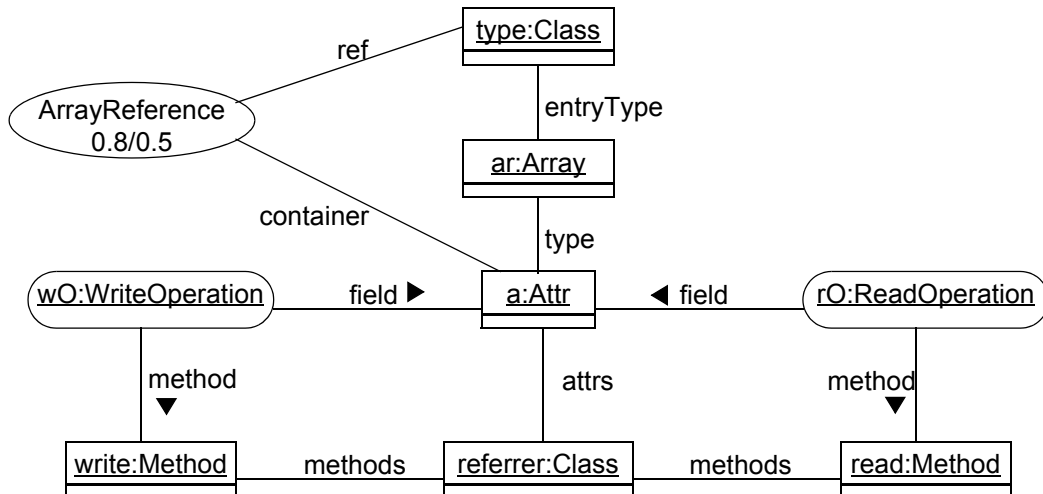 type:Class
ref
ArrayReference
0.8/0.5
entryType
ar:Array
container
type
wO:WriteOperation
field
a:Attr
field
rO:ReadOperation
method
attrs
method
write:Method
methods
referrer:Class
methods
read:Method